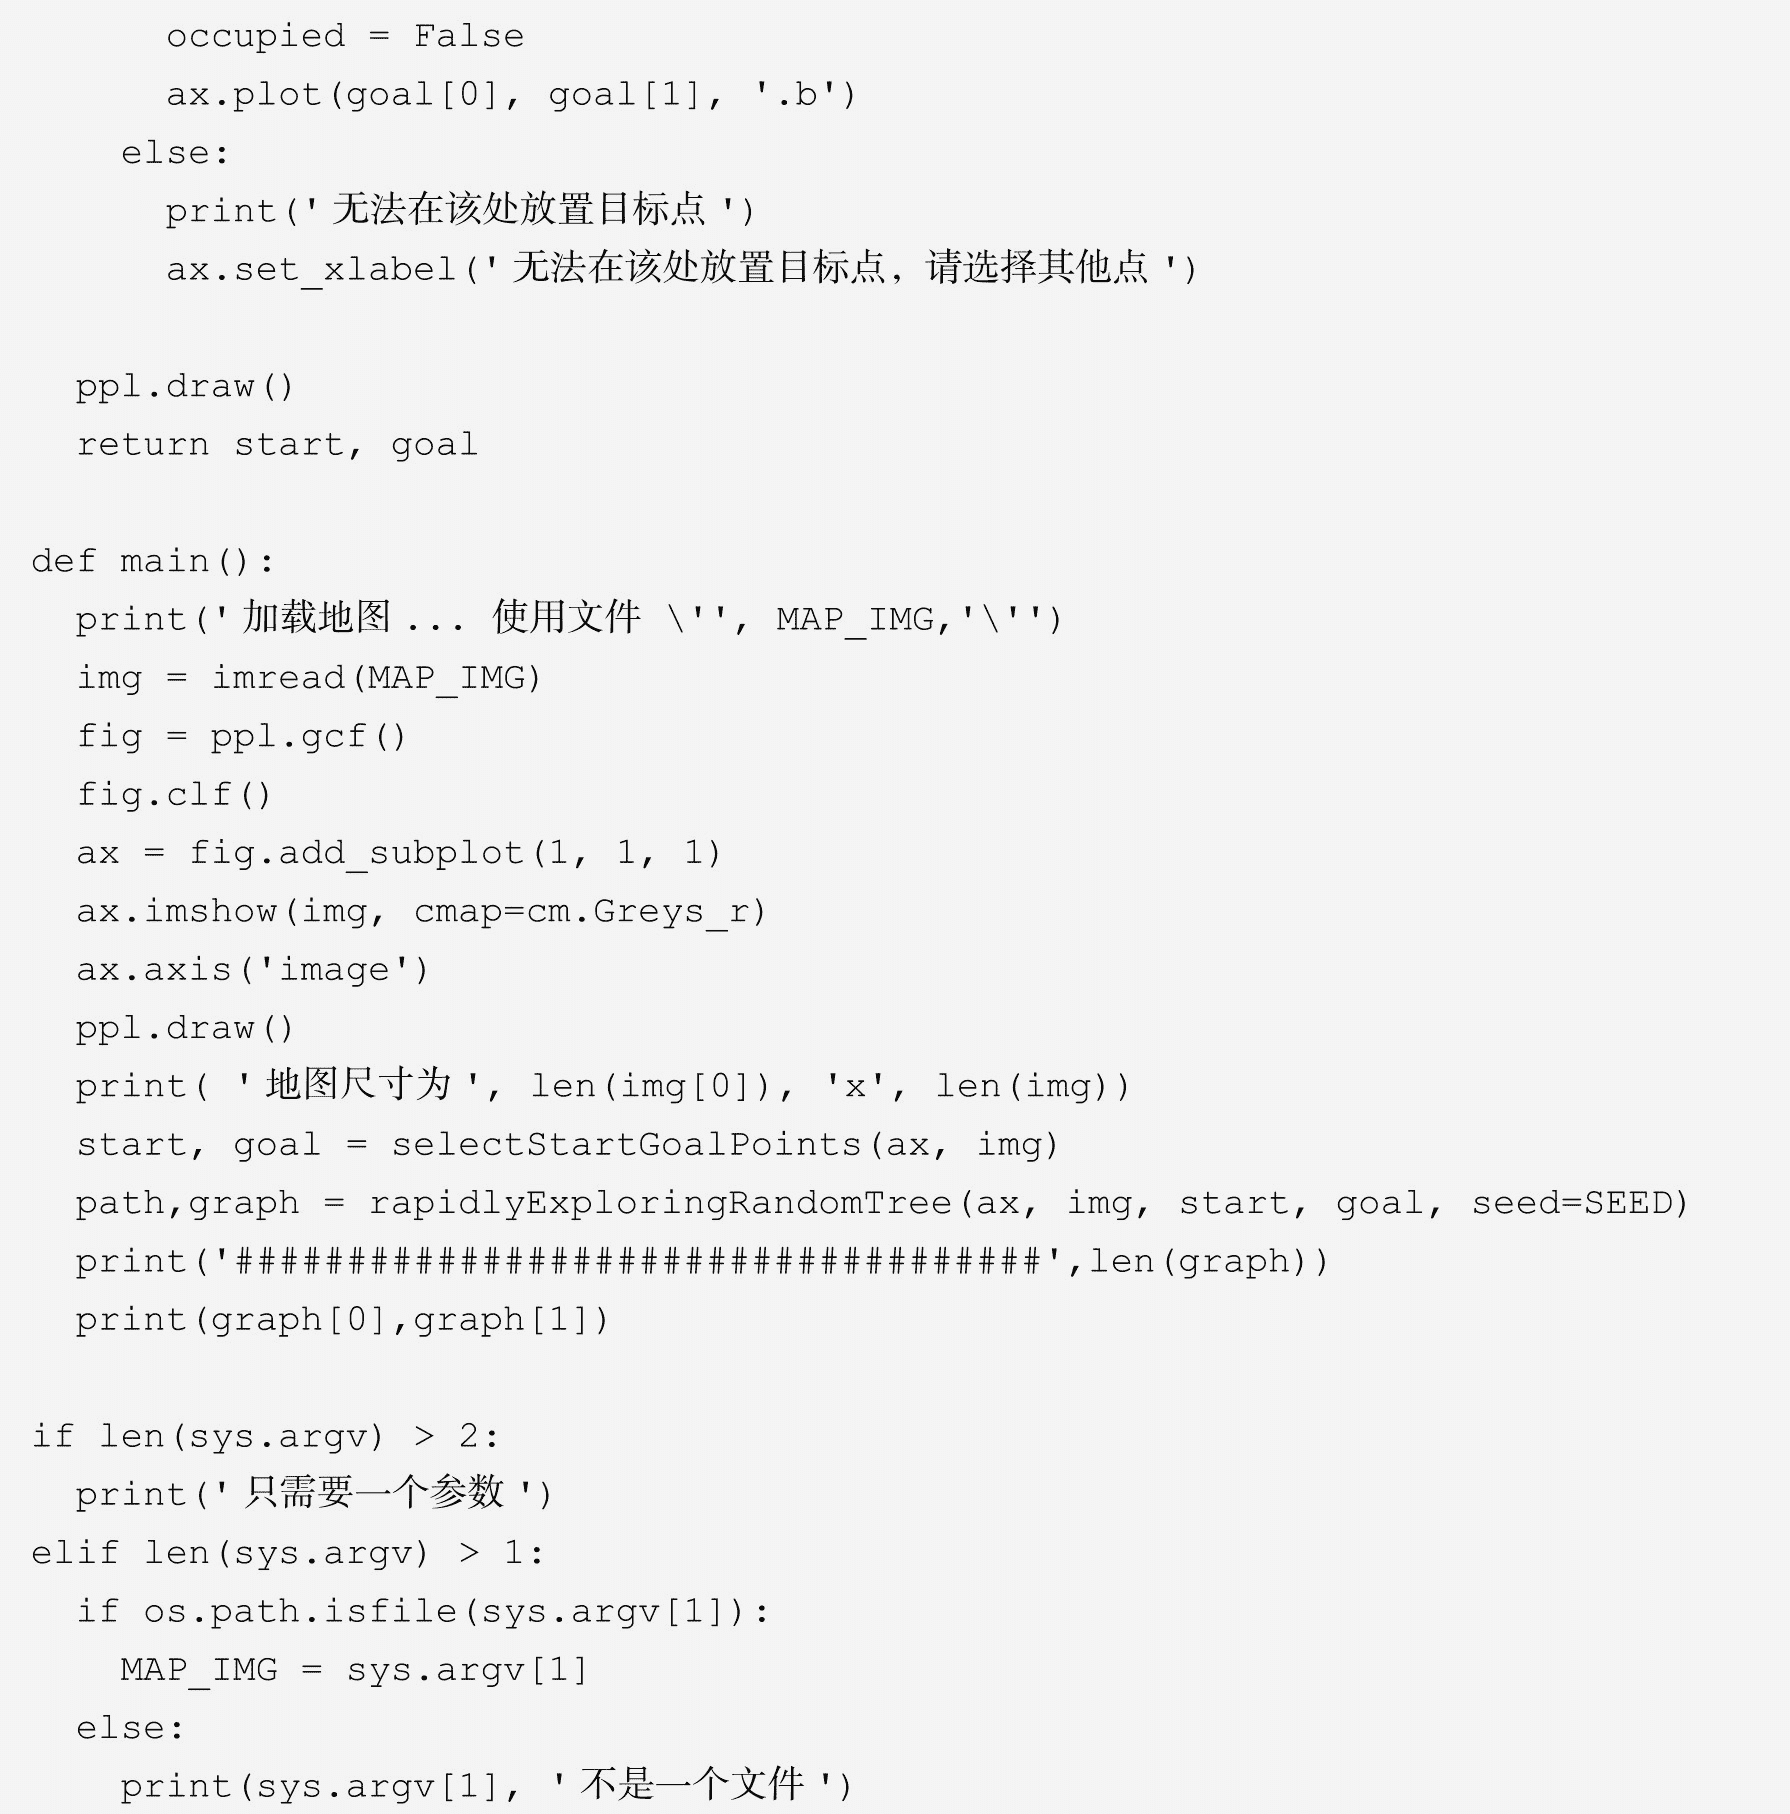 occupied = False
      ax.plot(goal[0], goal[1], '.b')
    else:
      print('无法在该处放置目标点')
      ax.set_xlabel('无法在该处放置目标点, 请选择其他点')

  ppl.draw()
  return start, goal

def main():
  print('加载地图... 使用文件 \'', MAP_IMG,'\'')
  img = imread(MAP_IMG)
  fig = ppl.gcf()
  fig.clf()
  ax = fig.add_subplot(1, 1, 1)
  ax.imshow(img, cmap=cm.Greys_r)
  ax.axis('image')
  ppl.draw()
  print( '地图尺寸为', len(img[0]), 'x', len(img))
  start, goal = selectStartGoalPoints(ax, img)
  path,graph = rapidlyExploringRandomTree(ax, img, start, goal, seed=SEED)
  print('####################################',len(graph))
  print(graph[0],graph[1])

if len(sys.argv) > 2:
  print('只需要一个参数')
elif len(sys.argv) > 1:
  if os.path.isfile(sys.argv[1]):
    MAP_IMG = sys.argv[1]
  else:
    print(sys.argv[1], '不是一个文件')